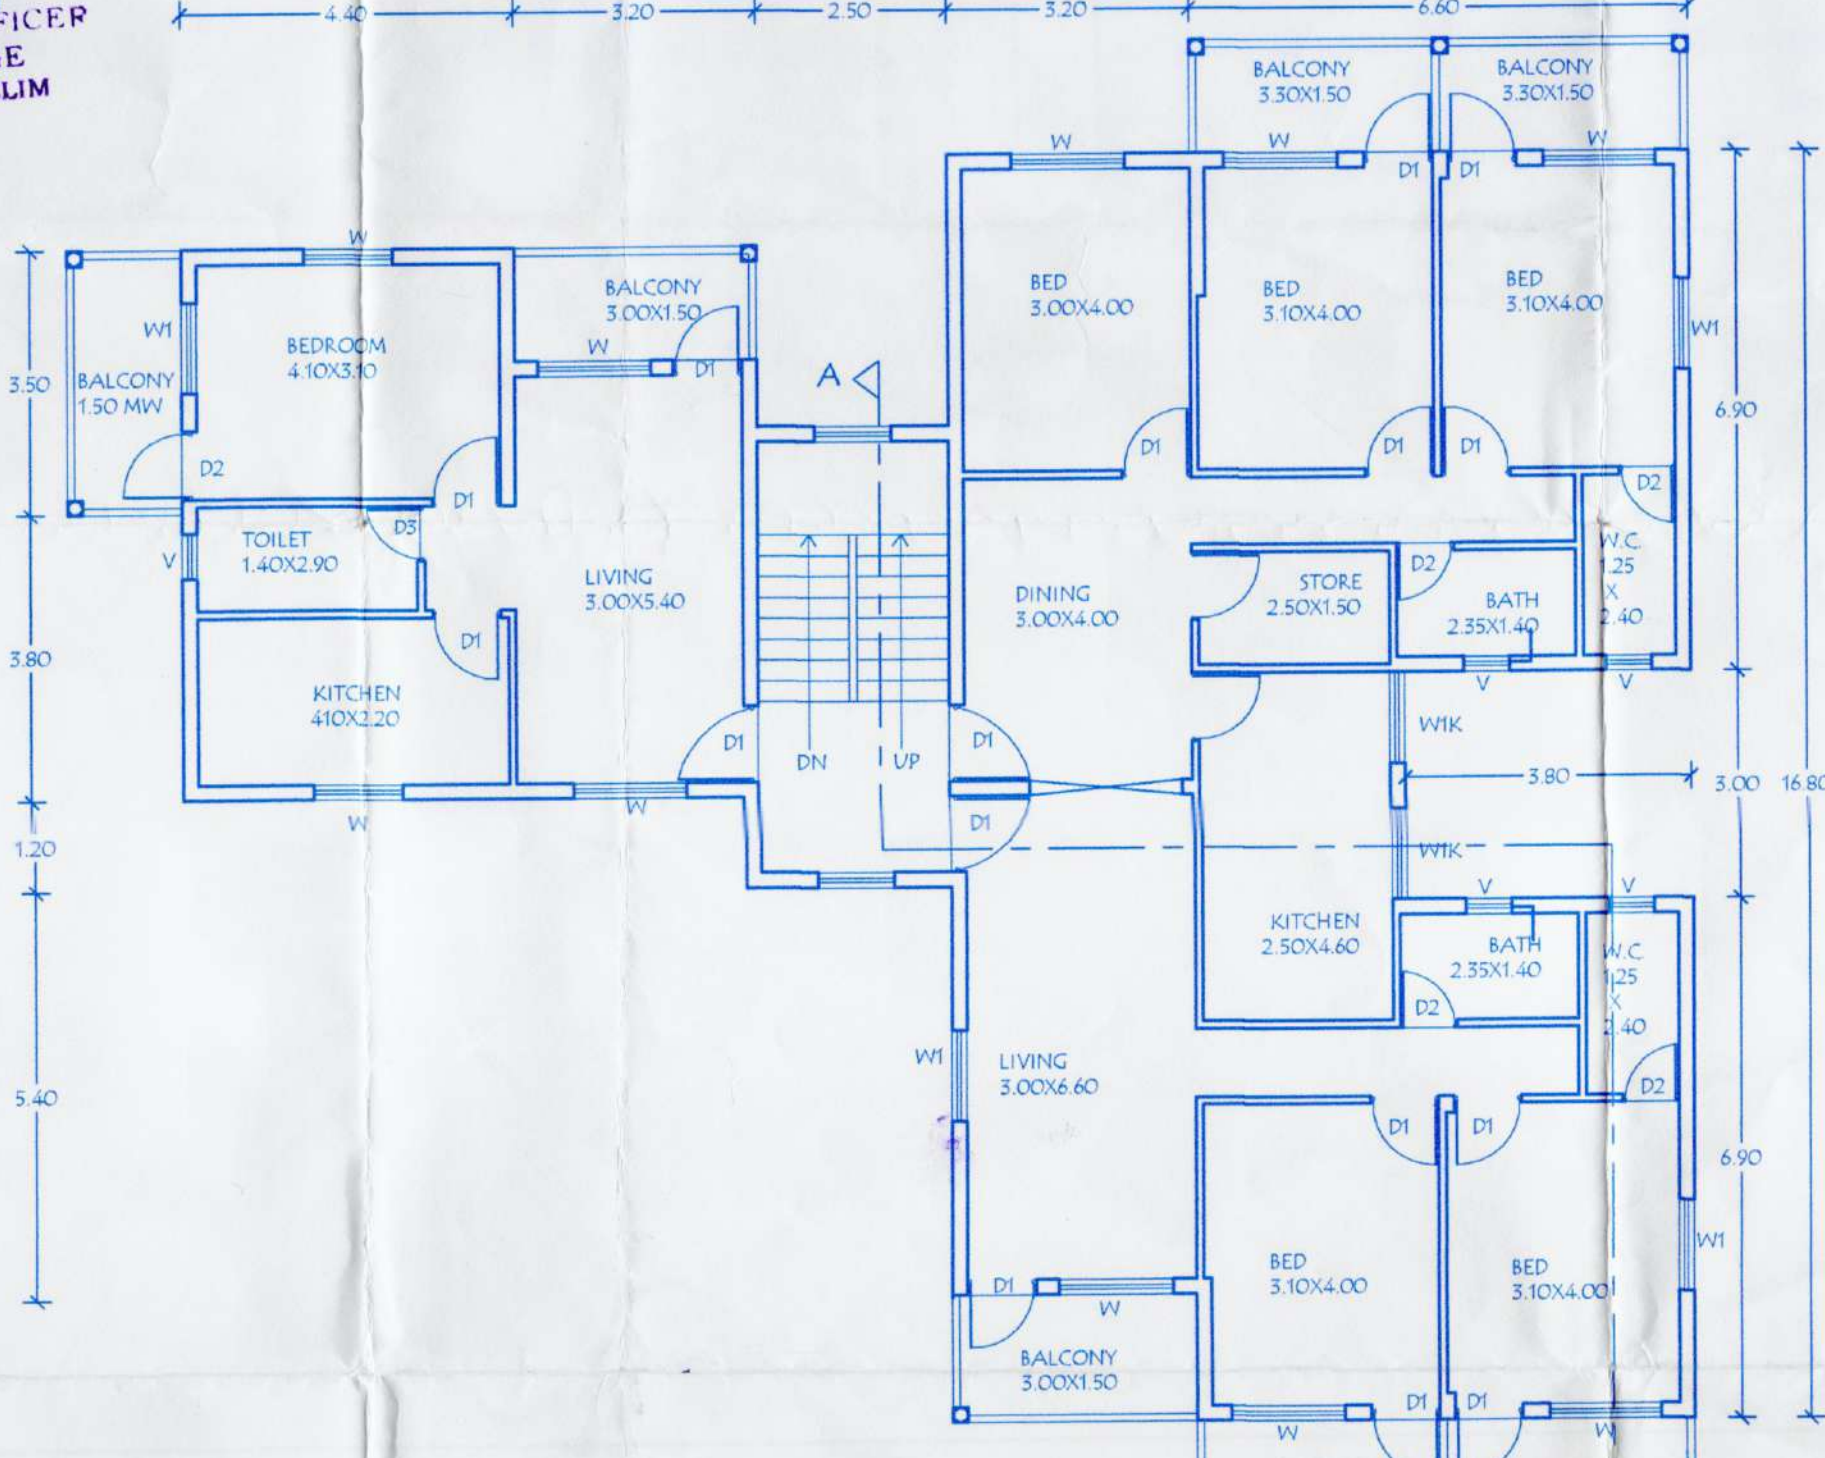 FICER
GE
LIM
4.40
3.20
2.50
3.20
6.60
BALCONY
3.30X1.50
BALCONY
3.30X1.50
W
W
W
D1
D1
W
BALCONY
3.00X1.50
W
D1
W1
BEDROOM
4.10X3.10
BALCONY
1.50 MW
3.50
D2
D1
A
BED
3.00X4.00
BED
3.10X4.00
BED
3.10X4.00
W1
6.90
D1
D1
D1
D2
TOILET
1.40X2.90
D3
V
LIVING
3.00X5.40
DINING
3.00X4.00
STORE
2.50X1.50
D2
BATH
2.35X1.40
W.C.
1.25
X
2.40
V
V
3.80
D1
KITCHEN
410X2.20
D1
DN
UP
D1
W1K
3.80
3.00
16.80
W
W
D1
W1K
1.20
V
V
KITCHEN
2.50X4.60
BATH
2.35X1.40
W.C
1.25
X
2.40
D2
D2
W1
LIVING
3.00X6.60
5.40
D1
D1
6.90
BED
3.10X4.00
BED
3.10X4.00
W1
D1
W
BALCONY
3.00X1.50
D1
D1
W
W